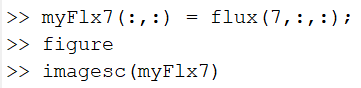 >> myFlx7(:,:) = flux(7,:,:);
>> figure
>> imagesc(myFlx7)